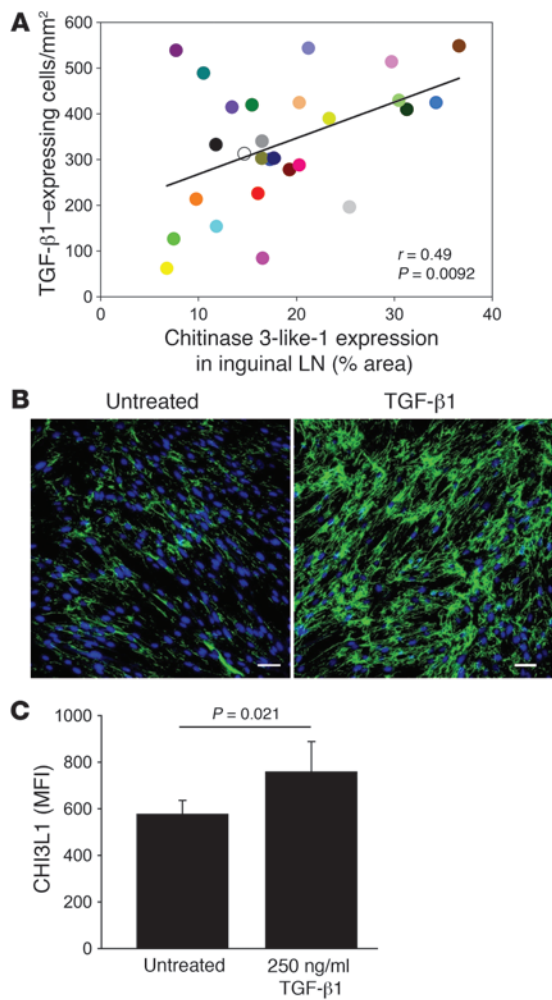 A
TGF-β1–expressing cells/mm²
600
500
400
300
200
100
0
0
10
20
30
40
r = 0.49
P = 0.0092
Chitinase 3-like-1 expression
in inguinal LN (% area)
B
Untreated
TGF-β1
C
CHI3L1 (MFI)
1000
800
600
400
200
0
P = 0.021
Untreated
250 ng/ml
TGF-β1